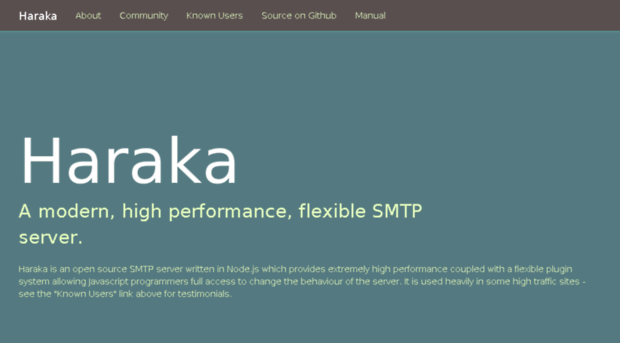 Haraka About Community Known Users Source on Github Manual
Haraka
A modern, high performance, flexible SMTP
server.
Haraka is an open source SMTP server written in Node.js which provides extremely high performance coupled with a flexible plugin
system allowing Javascript programmers full access to change the behaviour of the server. It is used heavily in some high traffic sites -
see the "Known Users" link above for testimonials.